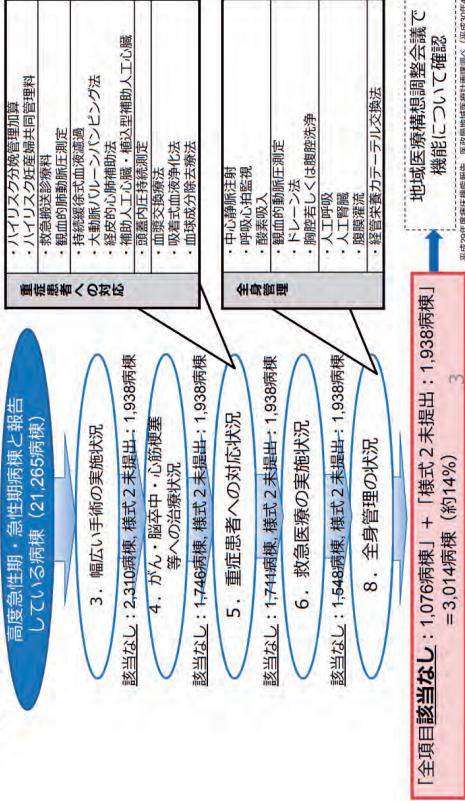 高度急性期・急性期病棟と報告
している病棟（21,265病棟）
3．幅広い手術の実施状況
該当なし：2,310病棟, 様式２未提出：1,938病棟
4．がん・脳卒中・心筋梗塞
等への治療状況
該当なし：1,746病棟, 様式２未提出：1,938病棟
5．重症患者への対応状況
該当なし：1,711病棟, 様式２未提出：1,938病棟
6．救急医療の実施状況
該当なし：1,548病棟, 様式２未提出：1,938病棟
8．全身管理の状況
「全項目該当なし：1,076病棟」＋「様式２未提出：1,938病棟」
＝3,014病棟（約14%）
重症患者への対応
・ハイリスク分娩管理加算
・ハイリスク妊産婦共同管理料
・救急搬送診療料
・観血的肺動脈圧測定
・持続緩徐式血液濾過
・大動脈バルーンパンピング法
・経皮的心肺補助法
・補助人工心臓・植込型補助人工心臓
・頭蓋内圧持続測定
・血漿交換療法
・吸着式血液浄化法
・血球成分除去療法
全身管理
・中心静脈注射
・呼吸心拍監視
・酸素吸入
・観血的動脈圧測定
・ドレーン法
・胸腔若しくは腹腔洗浄
・人工呼吸
・人工腎臓
・腹膜灌流
・経管栄養カテーテル交換法
地域医療構想調整会議で
機能について確認
3